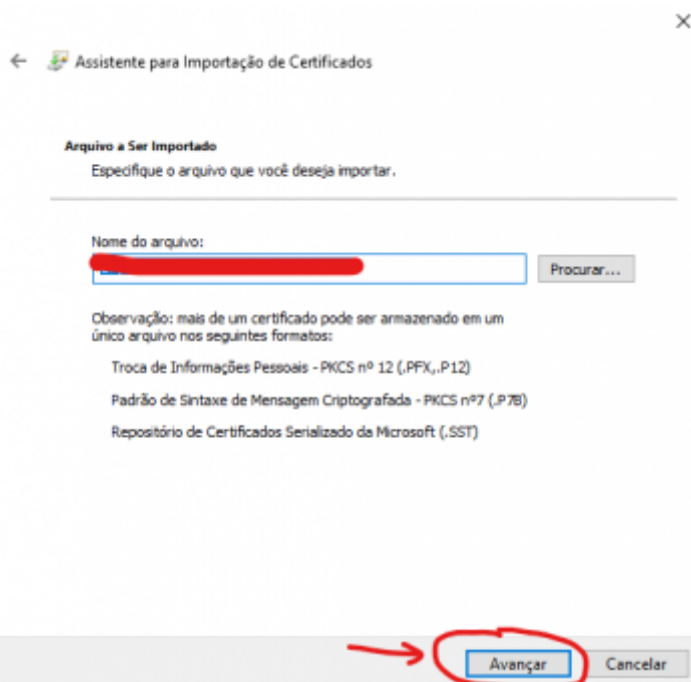 Assistente para Importação de Certificados
Arquivo a Ser Importado
Especifique o arquivo que você deseja importar.
Nome do arquivo:
Procurar...
Observação: mais de um certificado pode ser armazenado em um
único arquivo nos seguintes formatos:
Troca de Informações Pessoais - PKCS nº 12 (.PFX,.P12)
Padrão de Sintaxe de Mensagem Criptografada - PKCS nº7 (.P7B)
Repositório de Certificados Serializado da Microsoft (.SST)
Avançar
Cancelar